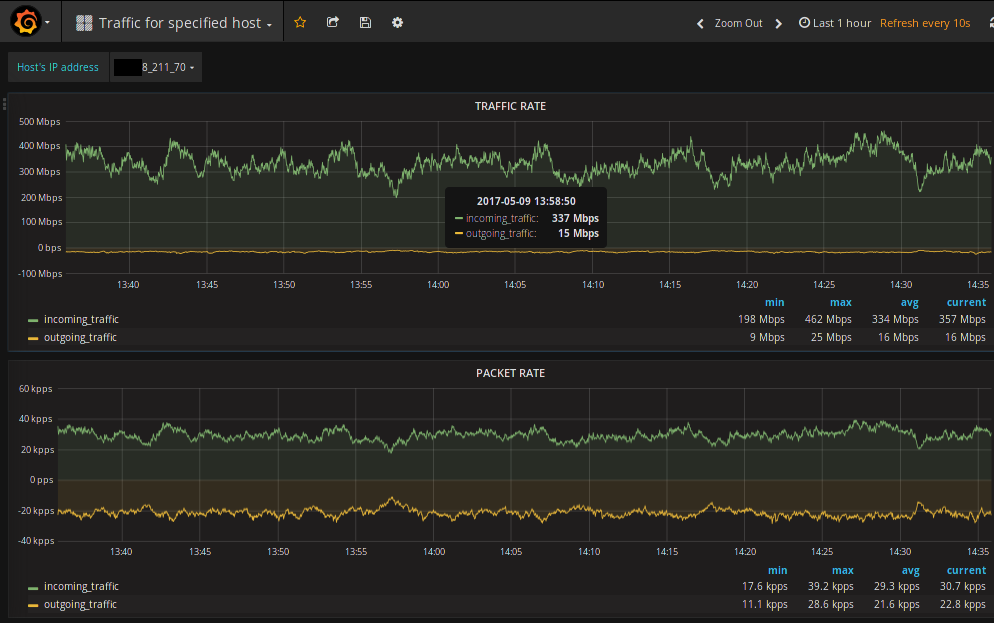 Traffic for specified host
Zoom Out Last 1 hour Refresh every 10s
Host's IP address 8_211_70
TRAFFIC RATE
500 Mbps
400 Mbps
300 Mbps
200 Mbps
100 Mbps
0 bps
-100 Mbps
2017-05-09 13:58:50
incoming_traffic: 337 Mbps
outgoing_traffic: 15 Mbps
13:40 13:45 13:50 13:55 14:00 14:05 14:10 14:15 14:20 14:25 14:30 14:35
min max avg current
incoming_traffic 198 Mbps 462 Mbps 334 Mbps 357 Mbps
outgoing_traffic 9 Mbps 25 Mbps 16 Mbps 16 Mbps
PACKET RATE
60 kpps
40 kpps
20 kpps
0 pps
-20 kpps
-40 kpps
13:40 13:45 13:50 13:55 14:00 14:05 14:10 14:15 14:20 14:25 14:30 14:35
min max avg current
incoming_traffic 17.6 kpps 39.2 kpps 29.3 kpps 30.7 kpps
outgoing_traffic 11.1 kpps 28.6 kpps 21.6 kpps 22.8 kpps